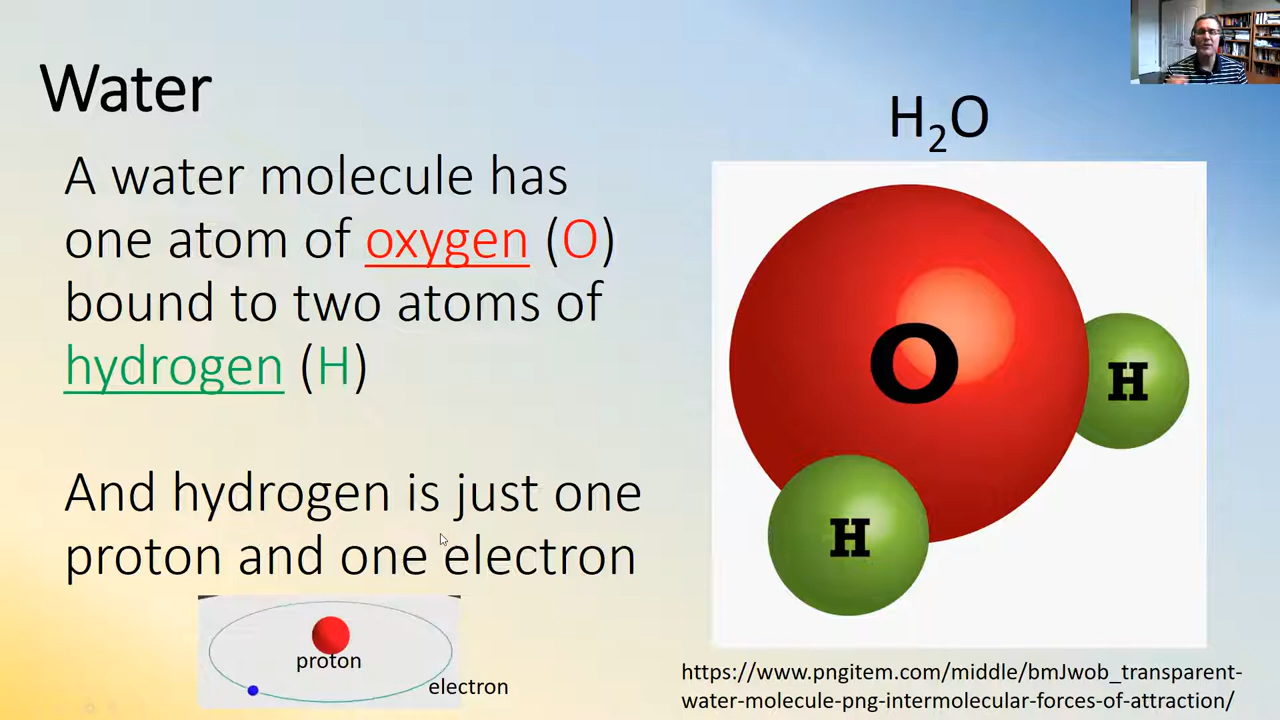 Water
A water molecule has
one atom of oxygen (O)
bound to two atoms of
hydrogen (H)
And hydrogen is just one
proton and one electron
proton
electron
H₂O
O
H
H
https://www.pngitem.com/middle/bmJwob_transparent-
water-molecule-png-intermolecular-forces-of-attraction/